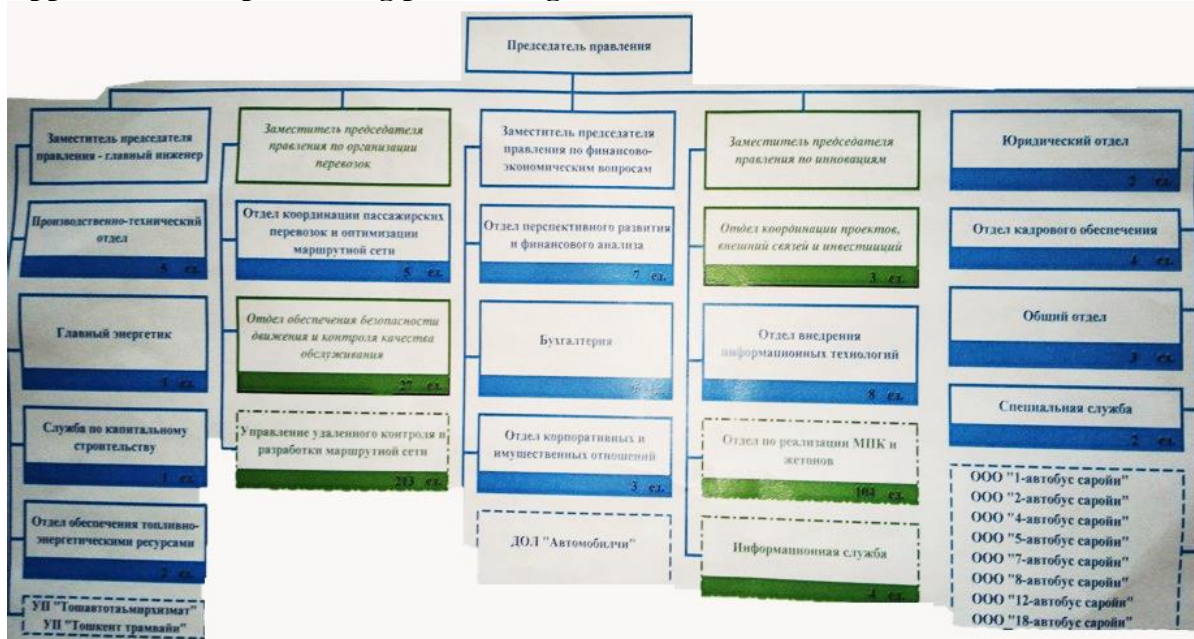 Председатель правления
Заместитель председателя
правления - главный инженер
Производственно-технический
отдел
5 ед.
Главный энергетик
1 ед.
Служба по капитальному
строительству
1 ед.
Отдел обеспечения топливно-
энергетическими ресурсами
2 ед.
УП "Тошавтотаъмирхизмат"
УП "Тошкент трамвайи"
Заместитель председателя
правления по организации
перевозок
Отдел координации пассажирских
перевозок и оптимизации
маршрутной сети
5 ед.
Отдел обеспечения безопасности
движения и контроля качества
обслуживания
27 ед.
Управление удаленного контроля и
разработки маршрутной сети
213 ед.
Заместитель председателя
правления по финансово-
экономическим вопросам
Отдел перспективного развития
и финансового анализа
7 ед.
Бухгалтерия
Отдел корпоративных и
имущественных отношений
3 ед.
ДОЛ "Автомобилчи"
Заместитель председателя
правления по инновациям
Отдел координации проектов,
внешний связей и инвестиций
3 ед.
Отдел внедрения
информационных технологий
8 ед.
Отдел по реализации МПК и
жетонов
104 ед.
Информационная служба
4 ед.
Юридический отдел
2 ед.
Отдел кадрового обеспечения
4 ед.
Общий отдел
3 ед.
Специальная служба
2 ед.
ООО "1-автобус саройи"
ООО "2-автобус саройи"
ООО "4-автобус саройи"
ООО "5-автобус саройи"
ООО "7-автобус саройи"
ООО "8-автобус саройи"
ООО "12-автобус саройи"
ООО "18-автобус саройи"